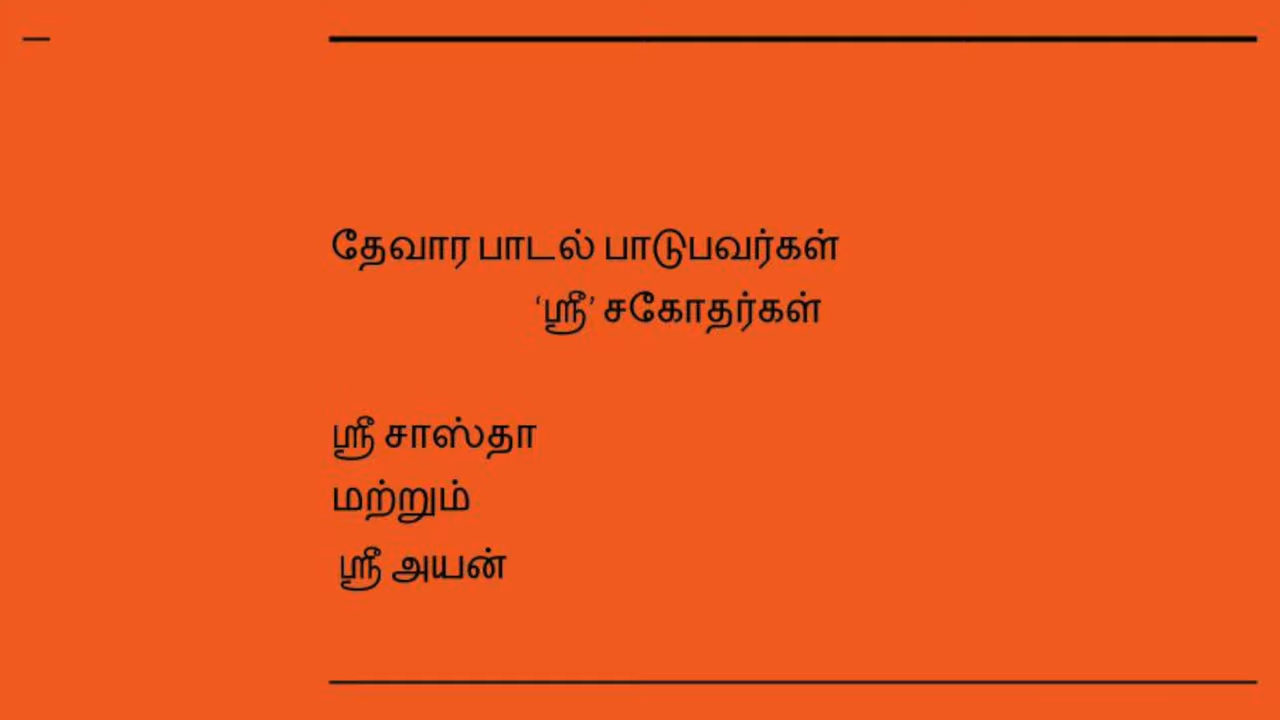 தேவார பாடல் பாடுபவர்கள்
‘ஸ்ரீ’ சகோதர்கள்
ஸ்ரீ சாஸ்தா
மற்றும்
ஸ்ரீ அயன்